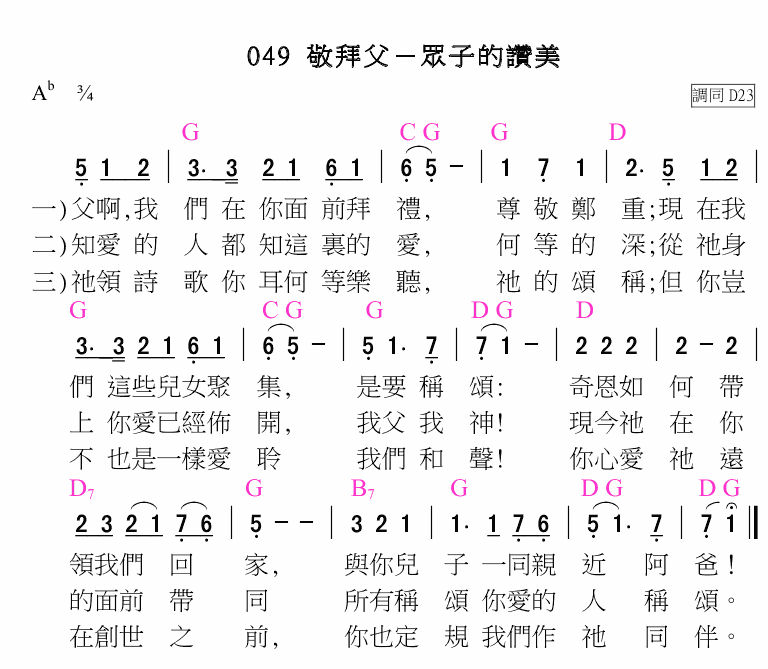 049 敬拜父－眾子的讚美
Ab ¾ 調同 D23
G C G G D
5 1 2 | 3· 3 2 1 6 1 | 6 5 － | 1 7 1 | 2· 5 1 2 |
一)父啊,我 們 在 你面 前拜 禮, 尊 敬 鄭 重;現 在我
二)知愛 的 人 都 知這 裏的 愛, 何 等 的 深;從 祂身
三)祂領 詩 歌 你 耳何 等樂 聽, 祂 的 頌 稱;但 你豈
G C G G D G D
3· 3 2 1 6 1 | 6 5 － | 5 1· 7 | 7 1 － | 2 2 2 | 2 － 2 |
們 這些兒女聚 集, 是要 稱 頌: 奇恩如 何 帶
上 你愛已經佈 開, 我父 我 神! 現今祂 在 你
不 也是一樣愛 聆 我們 和 聲! 你心愛 祂 遠
D7 G B7 G D G D G
2 3 2 1 7 6 | 5 － － | 3 2 1 | 1· 1 7 6 | 5 1· 7 | 7 1 ‖
領我們 回 家, 與你兒 子 一同親 近 阿 爸!
的面前 帶 同 所有稱 頌 你愛的 人 稱 頌。
在創世 之 前, 你也定 規 我們作 祂 同 伴。